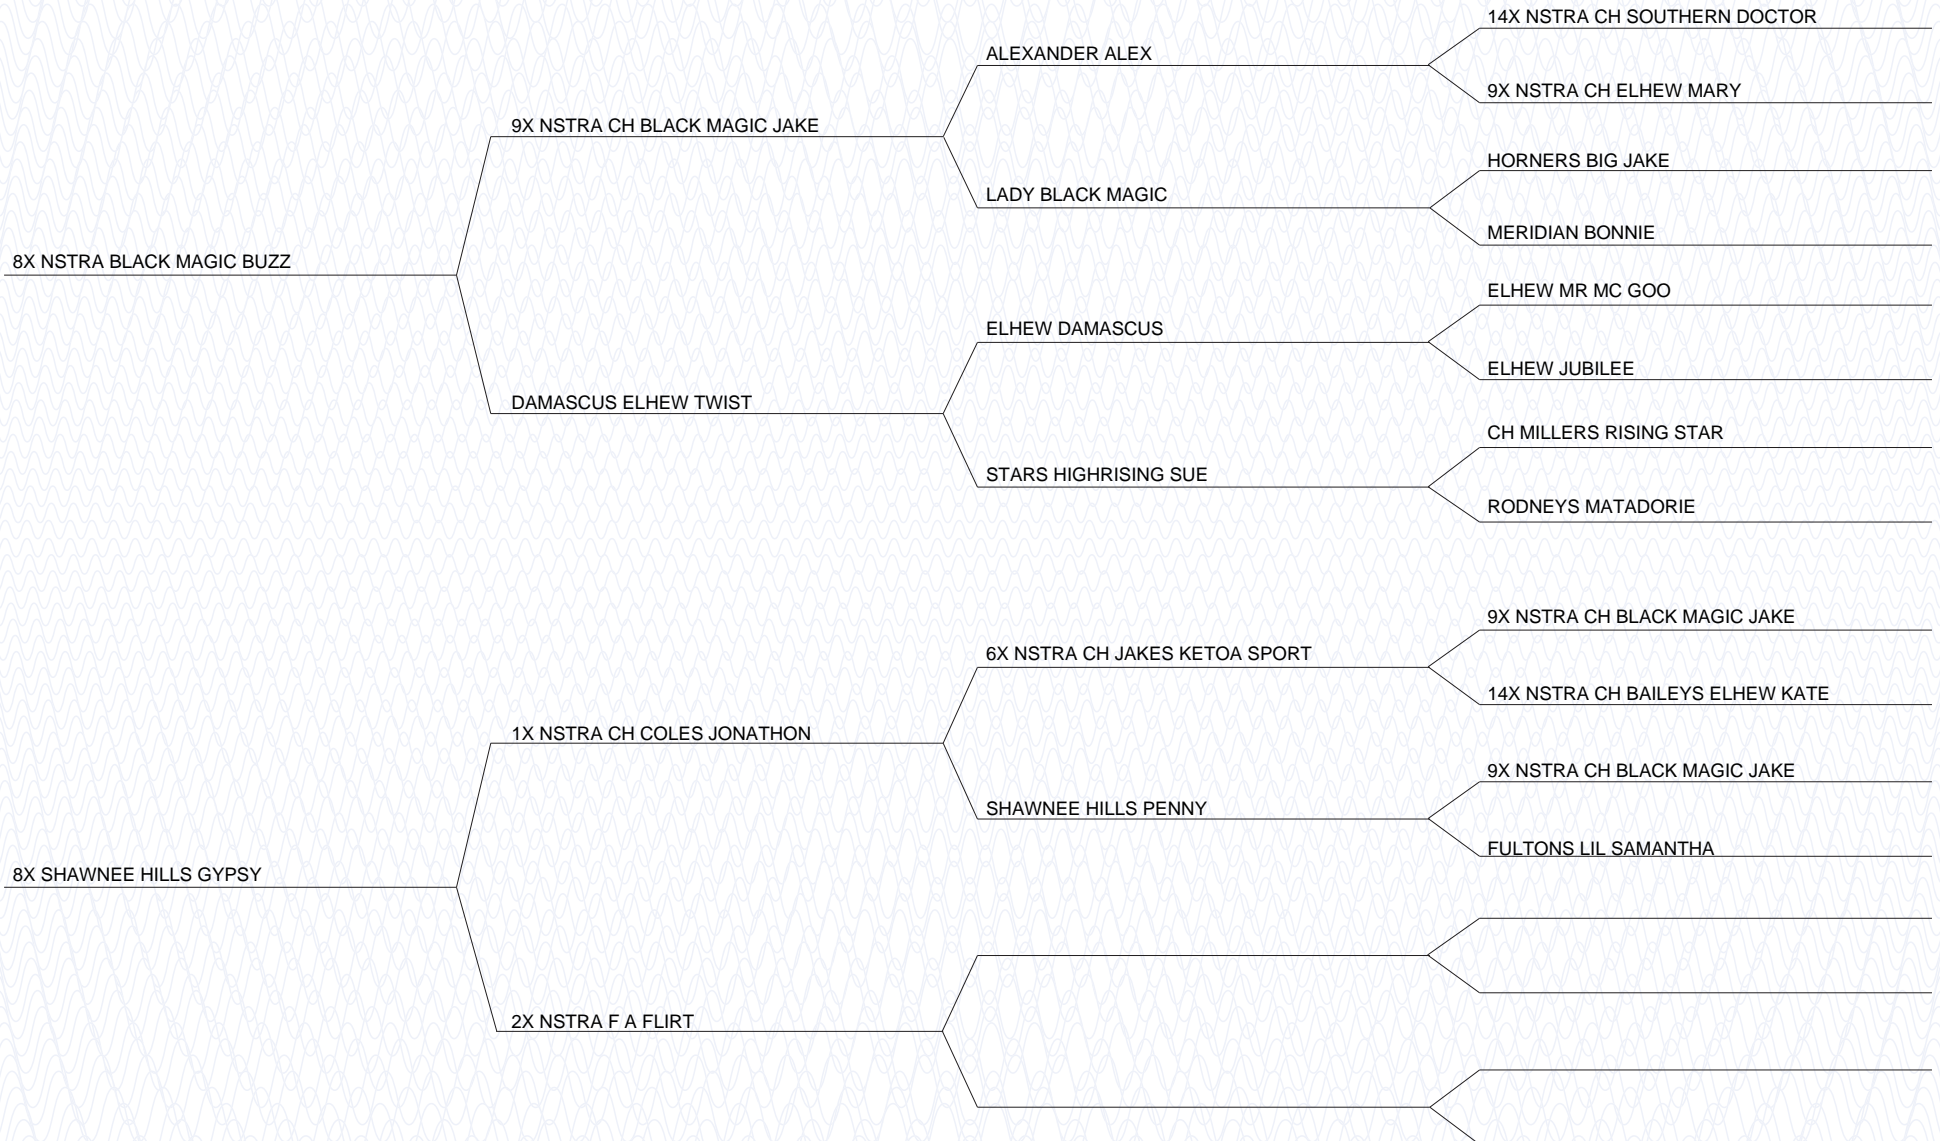 14X NSTRA CH SOUTHERN DOCTOR
ALEXANDER ALEX
9X NSTRA CH ELHEW MARY
9X NSTRA CH BLACK MAGIC JAKE
HORNERS BIG JAKE
LADY BLACK MAGIC
MERIDIAN BONNIE
8X NSTRA BLACK MAGIC BUZZ
ELHEW MR MC GOO
ELHEW DAMASCUS
ELHEW JUBILEE
DAMASCUS ELHEW TWIST
CH MILLERS RISING STAR
STARS HIGHRISING SUE
RODNEYS MATADORIE
9X NSTRA CH BLACK MAGIC JAKE
6X NSTRA CH JAKES KETOA SPORT
14X NSTRA CH BAILEYS ELHEW KATE
1X NSTRA CH COLES JONATHON
9X NSTRA CH BLACK MAGIC JAKE
SHAWNEE HILLS PENNY
FULTONS LIL SAMANTHA
8X SHAWNEE HILLS GYPSY
2X NSTRA F A FLIRT